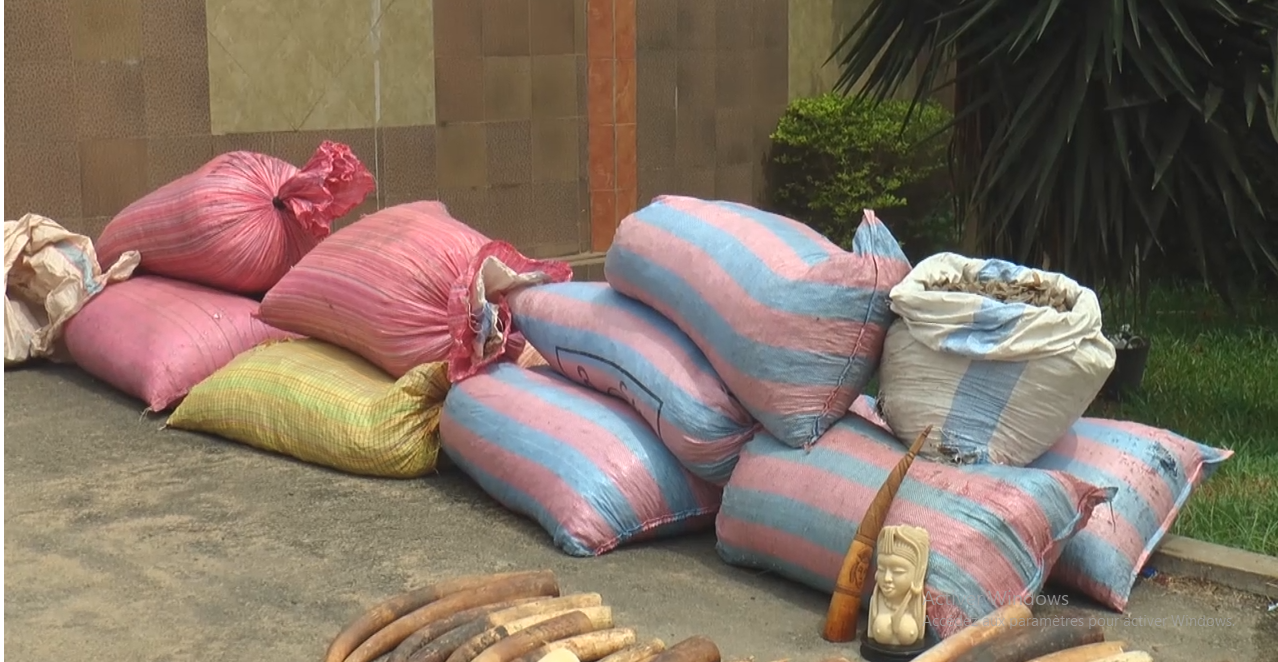 Activer Windows
Accédez aux paramètres pour activer Windows.